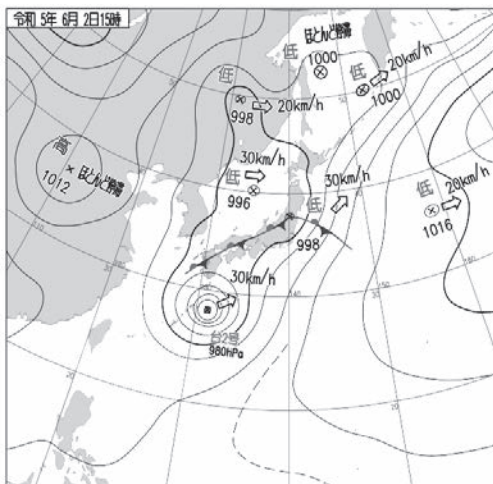 令和 5年 6月 2日15時
ほとんど停滞
低
1000
低
20km/h
1000
低
998
20km/h
高
ほとんど停滞
1012
30km/h
低
996
30km/h
低
998
低
20km/h
1016
30km/h
台2号
980hPa